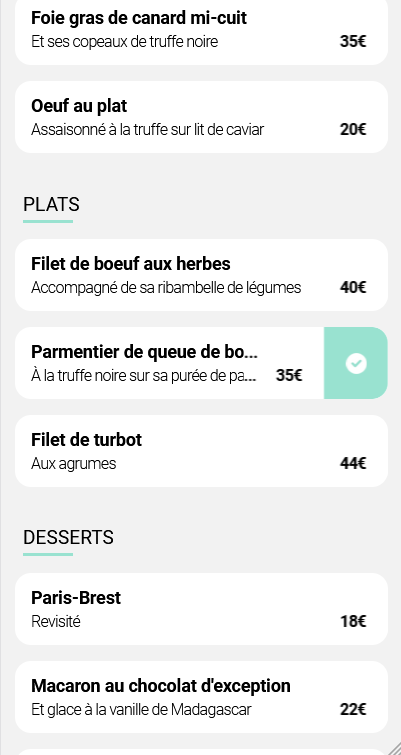 Foie gras de canard mi-cuit
Et ses copeaux de truffe noire 35€
Oeuf au plat
Assaisonné à la truffe sur lit de caviar 20€
PLATS
Filet de boeuf aux herbes
Accompagné de sa ribambelle de légumes 40€
Parmentier de queue de bo...
À la truffe noire sur sa purée de pa... 35€
Filet de turbot
Aux agrumes 44€
DESSERTS
Paris-Brest
Revisité 18€
Macaron au chocolat d'exception
Et glace à la vanille de Madagascar 22€